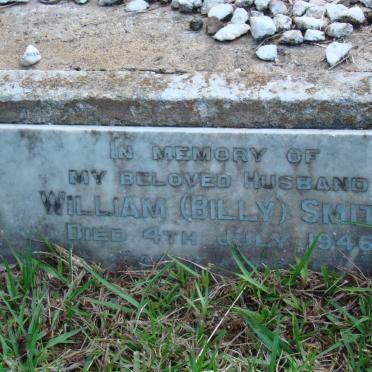 In Memory of
My Beloved Husband
William (Billy) Smit
Died 4th July 1946